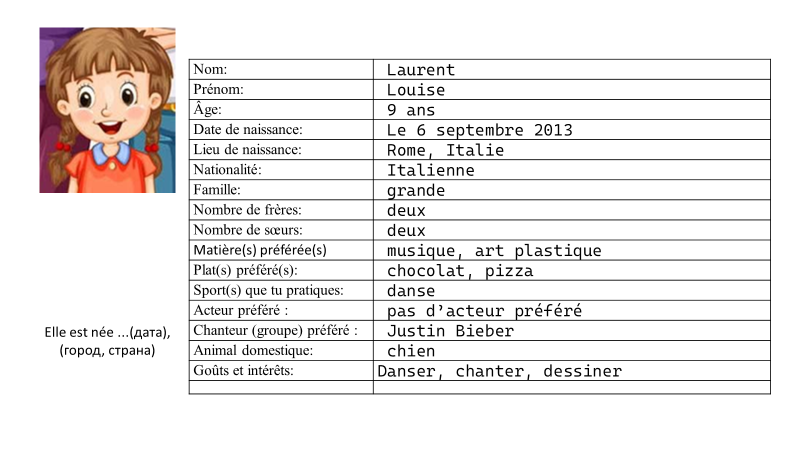 Nom: Laurent
Prénom: Louise
Âge: 9 ans
Date de naissance: Le 6 septembre 2013
Lieu de naissance: Rome, Italie
Nationalité: Italienne
Famille: grande
Nombre de frères: deux
Nombre de sœurs: deux
Matière(s) préférée(s) musique, art plastique
Plat(s) préféré(s): chocolat, pizza
Sport(s) que tu pratiques: danse
Acteur préféré : pas d’acteur préféré
Chanteur (groupe) préféré : Justin Bieber
Animal domestique: chien
Goûts et intérêts: Danser, chanter, dessiner
Elle est née ...(дата),
(город, страна)